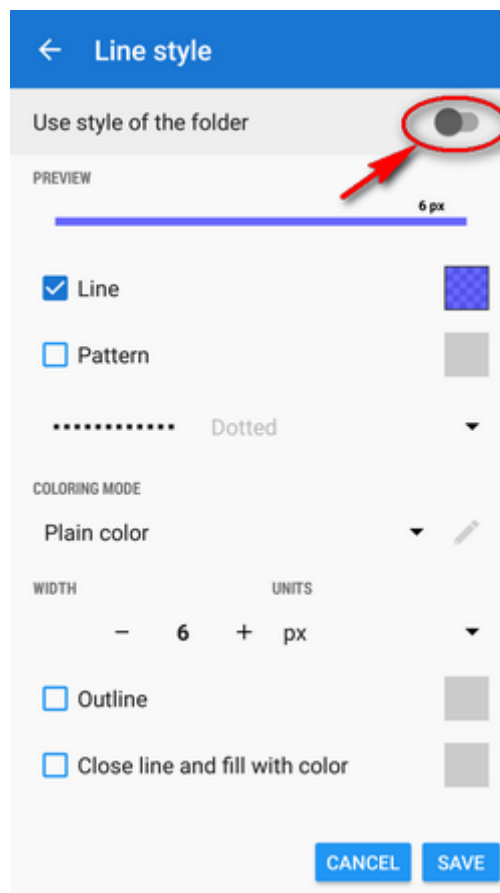 Line style
Use style of the folder
PREVIEW
6 px
Line
Pattern
Dotted
COLORING MODE
Plain color
WIDTH UNITS
− 6 + px
Outline
Close line and fill with color
CANCEL SAVE